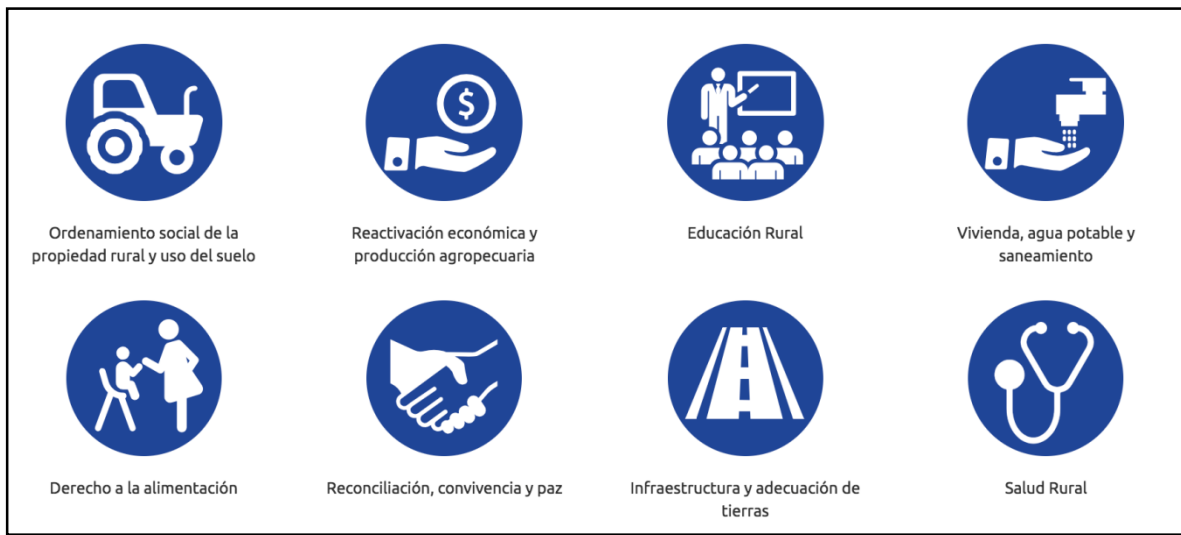 $
Ordenamiento social de la
propiedad rural y uso del suelo
Reactivación económica y
producción agropecuaria
Educación Rural
Vivienda, agua potable y
saneamiento
Derecho a la alimentación
Reconciliación, convivencia y paz
Infraestructura y adecuación de
tierras
Salud Rural